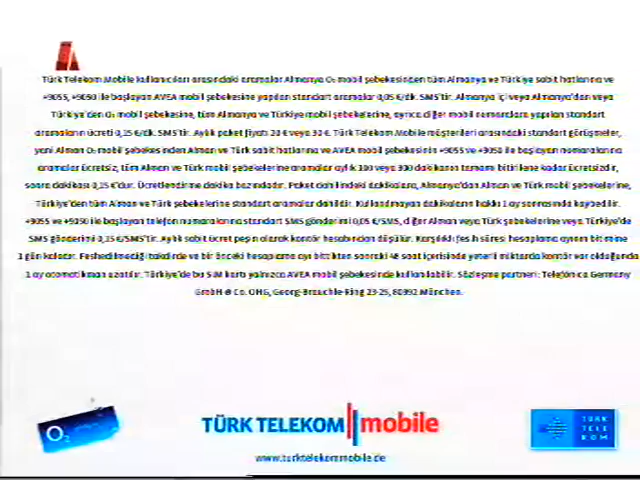 Türk Telekom Mobile kullanıcıları arasındaki aramalar Almanya O₂ mobil şebekesinden tüm Almanya ve Türkiye sabit hatlarına ve
+9055, +9050 ile başlayan AVEA mobil şebekesine yapılan standart aramalar 0,05 €/dk. SMS'tir. Almanya içi veya Almanya'dan veya
Türkiye'den O₂ mobil şebekesine, tüm Almanya ve Türkiye mobil şebekelerine, ayrıca diğer mobil numaralara yapılan standart
aramaların ücreti 0,15 €/dk. SMS'tir. Aylık paket fiyatı 20 € veya 30 €. Türk Telekom Mobile müşterileri arasındaki standart görüşmeler,
yani Alman O₂ mobil şebekesinden Alman ve Türk sabit hatlarına ve AVEA mobil şebekesinin +9055 ve +9050 ile başlayan numaralarına
aramalar ücretsiz, tüm Alman ve Türk mobil şebekelerine aramalar aylık 100 veya 300 dakikanın tamamı bitirilene kadar ücretsizdir,
sonra dakikası 0,15 €'dur. Ücretlendirme dakika bazındadır. Paket dahilindeki dakikalara, Almanya'dan Alman ve Türk mobil şebekelerine,
Türkiye'den tüm Alman ve Türk şebekelerine standart aramalar dahildir. Kullanılmayan dakikaların hakkı 1 ay sonrasında kaybedilir.
+9055 ve +9050 ile başlayan telefon numaralarına standart SMS gönderimi 0,05 €/SMS, diğer Alman veya Türk şebekelerine veya Türkiye'de
SMS gönderimi 0,15 €/SMS'tir. Aylık sabit ücret peşin olarak kontör hesabından düşülür. Karşılıklı fesih süresi hesaplama ayının bitimine
1 gün kaladır. Feshedilmediği takdirde ve bir önceki hesaplama ayı bittikten sonraki 48 saat içerisinde yeterli miktarda kontör var olduğunda
1 ay otomatikman uzatılır. Türkiye'de bu SIM kartı yalnızca AVEA mobil şebekesinde kullanılabilir. Sözleşme partneri: Telefónica Germany
GmbH & Co. OHG, Georg-Brauchle-Ring 23-25, 80992 München.
O₂
TÜRK TELEKOM mobile
TÜRK
TELE
KOM
www.turktelekommobile.de